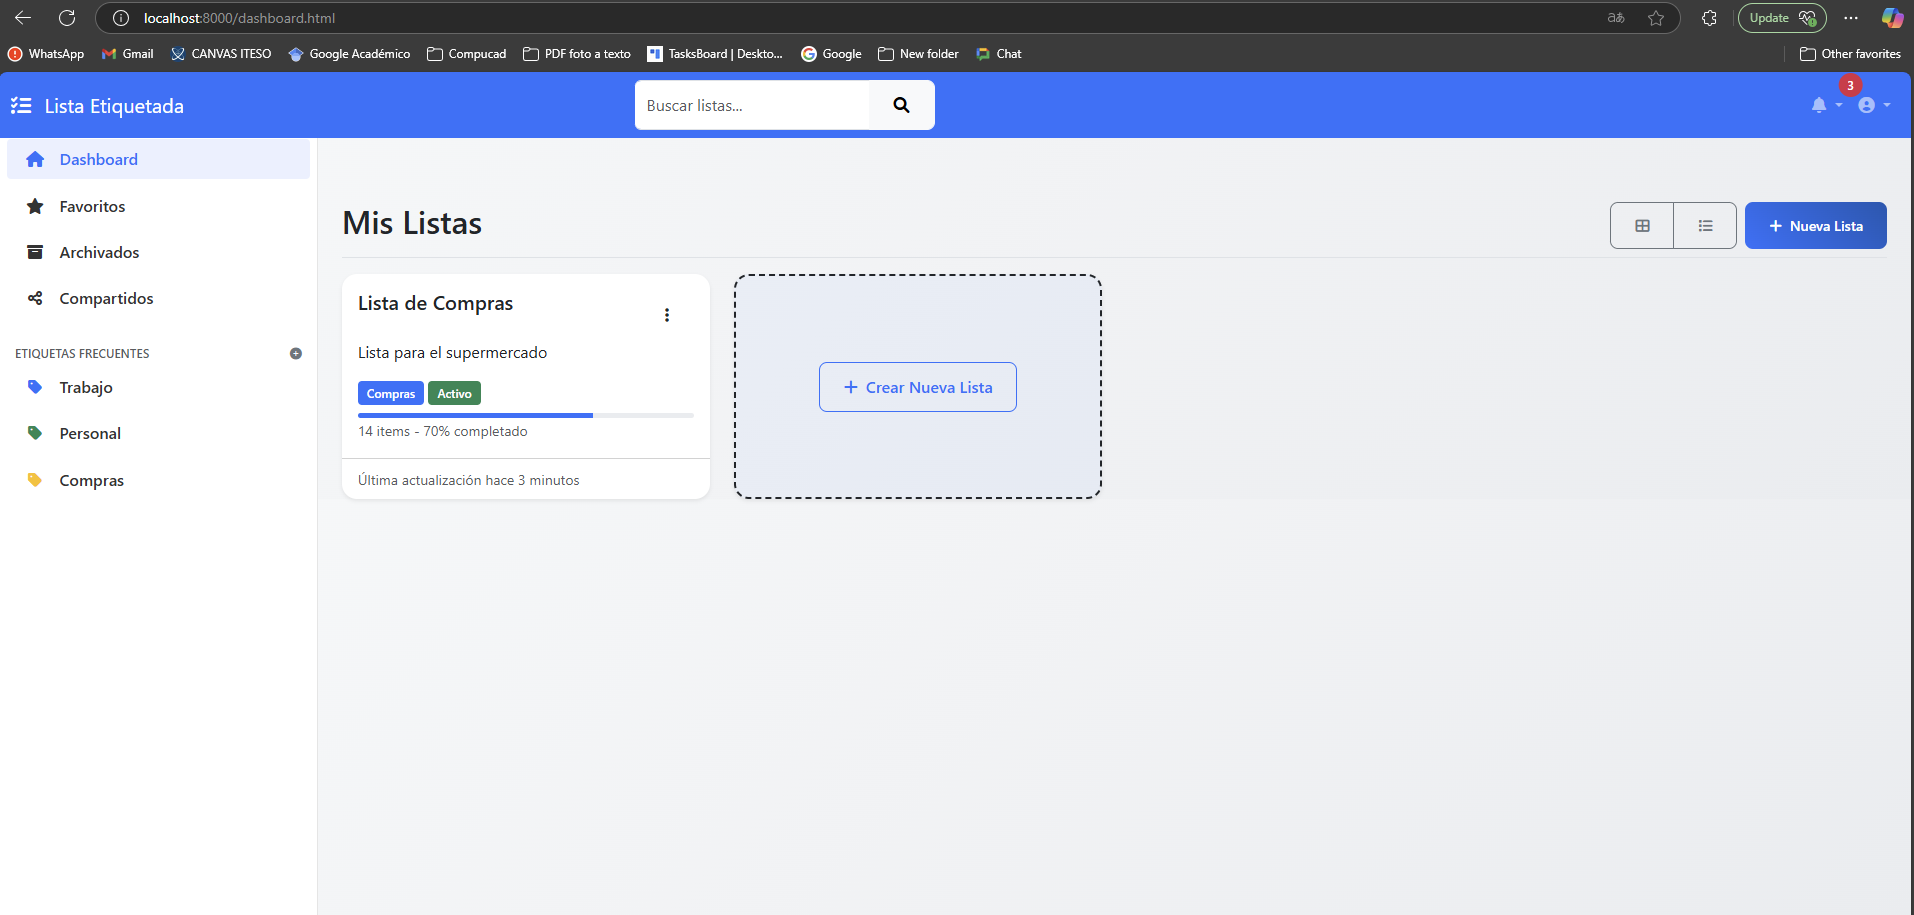 localhost:8000/dashboard.html
aあ
Update
WhatsApp
Gmail
CANVAS ITESO
Google Académico
Compucad
PDF foto a texto
TasksBoard | Deskto...
Google
New folder
Chat
Other favorites
Lista Etiquetada
Buscar listas...
3
Dashboard
Favoritos
Archivados
Compartidos
ETIQUETAS FRECUENTES
Trabajo
Personal
Compras
Mis Listas
Nueva Lista
Lista de Compras
Lista para el supermercado
Compras Activo
14 items - 70% completado
Última actualización hace 3 minutos
Crear Nueva Lista